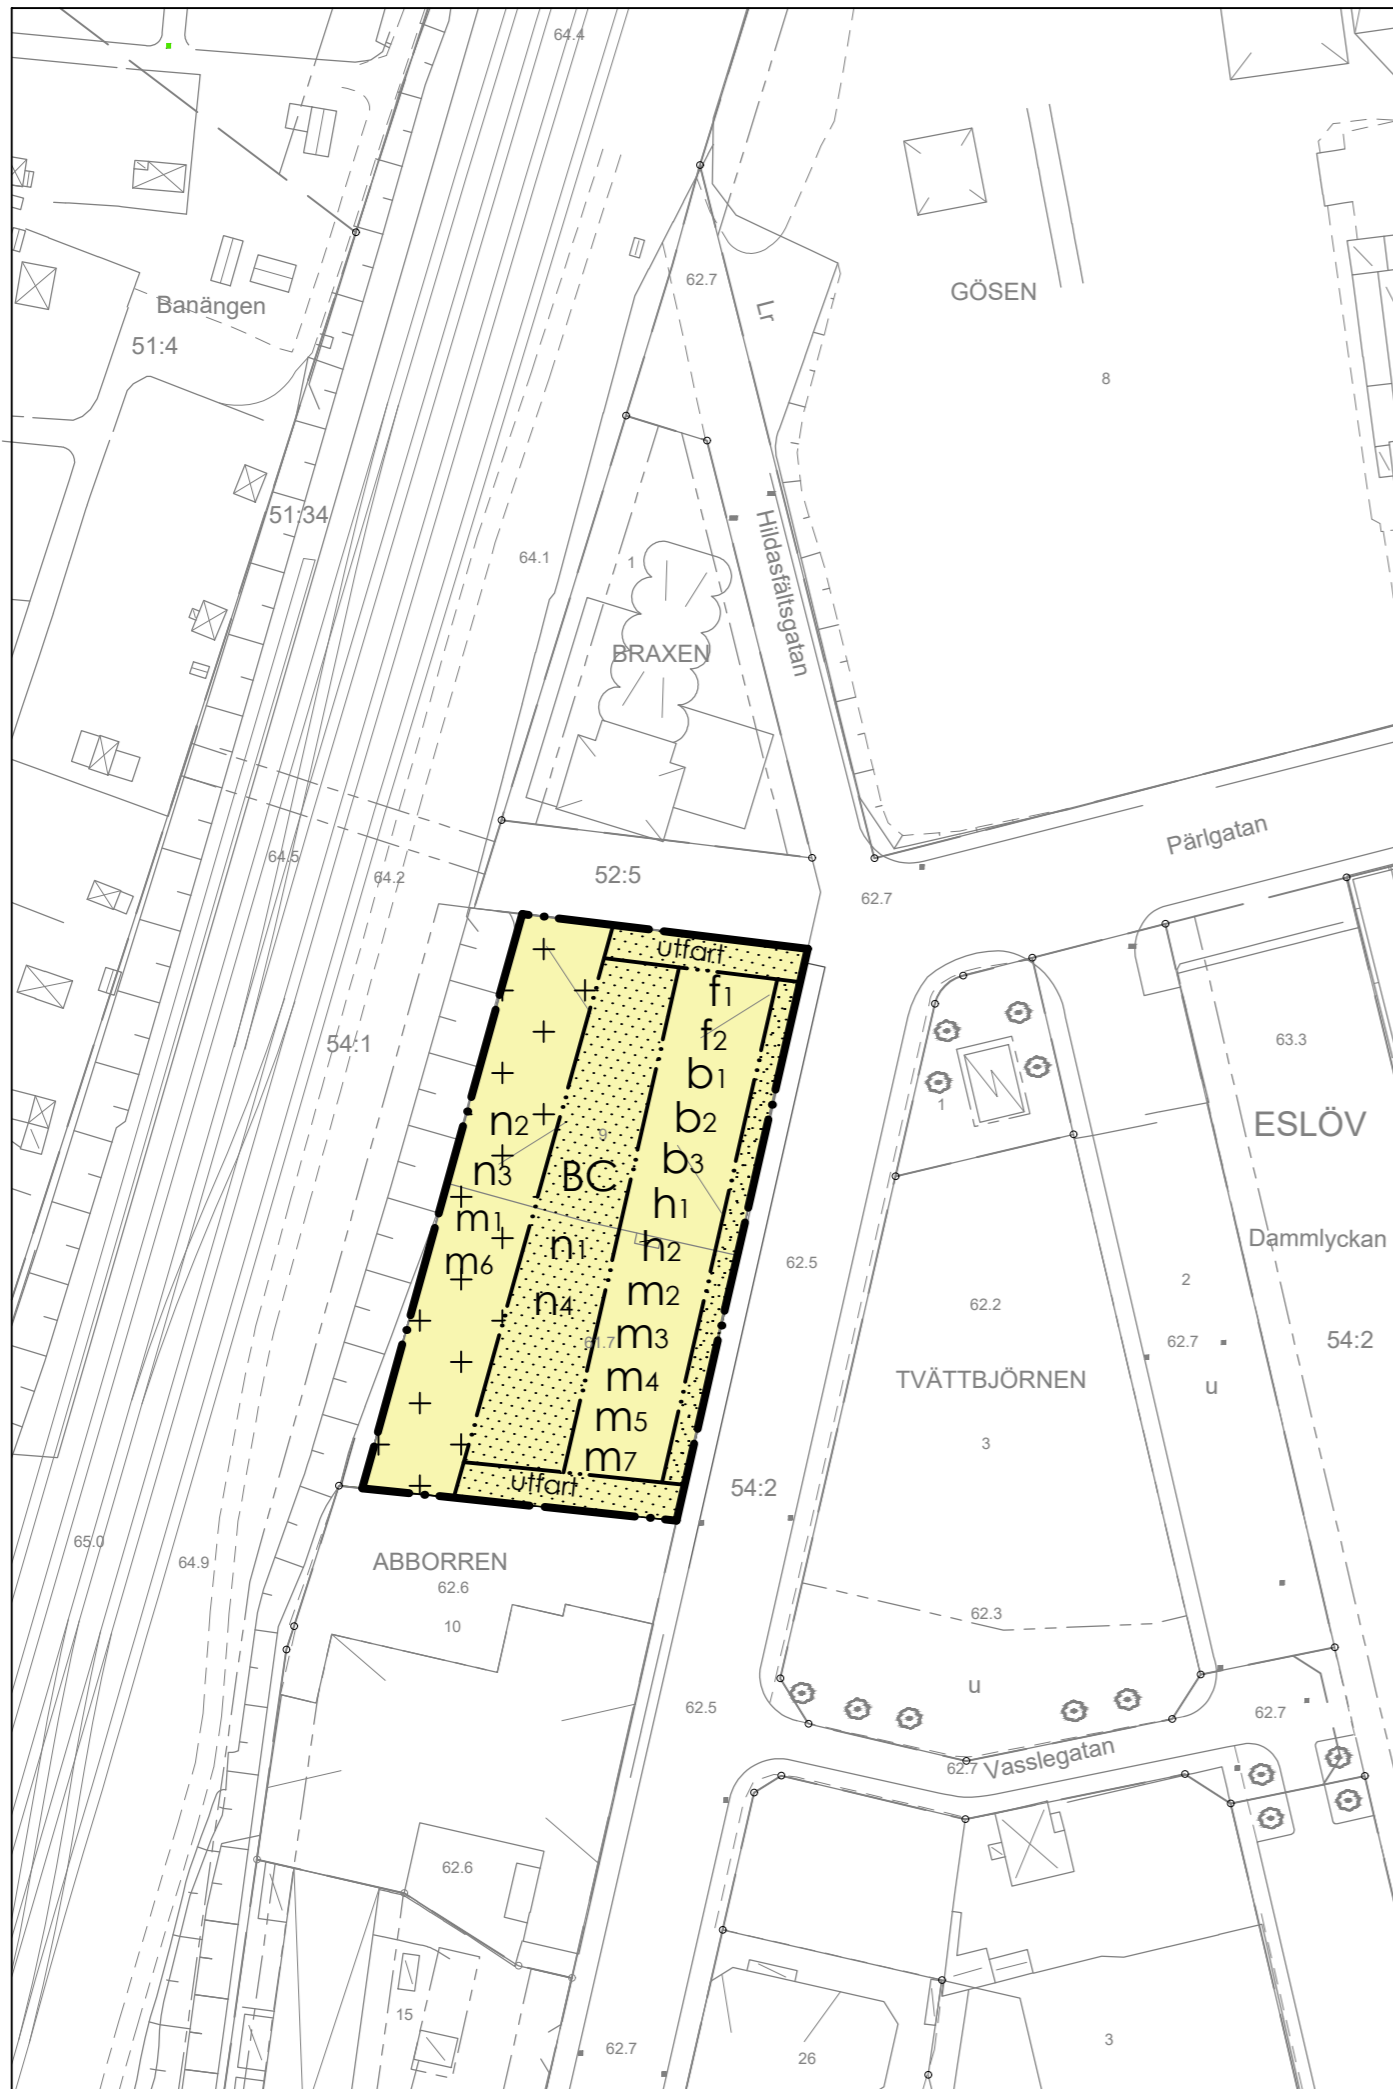 64.4
62.7
Lr
GÖSEN
Banängen
51:4
8
51:34
64.1
1
Hildasfältsgatan
BRAXEN
Pärlgatan
64.5
64.2
52:5
62.7
utfart
f1
f2
54:1
63.3
b1
1
n2
b2
9
ESLÖV
n3
BC
b3
m1
h1
n1
h2
Dammlyckan
m6
62.5
2
n4
m2
62.2
61.7
m3
62.7
54:2
m4
TVÄTTBJÖRNEN
u
m5
3
m7
utfart
54:2
65.0
64.9
ABBORREN
62.6
10
62.3
u
62.5
62.7
Vasslegatan
62.7
62.6
15
62.7
26
3